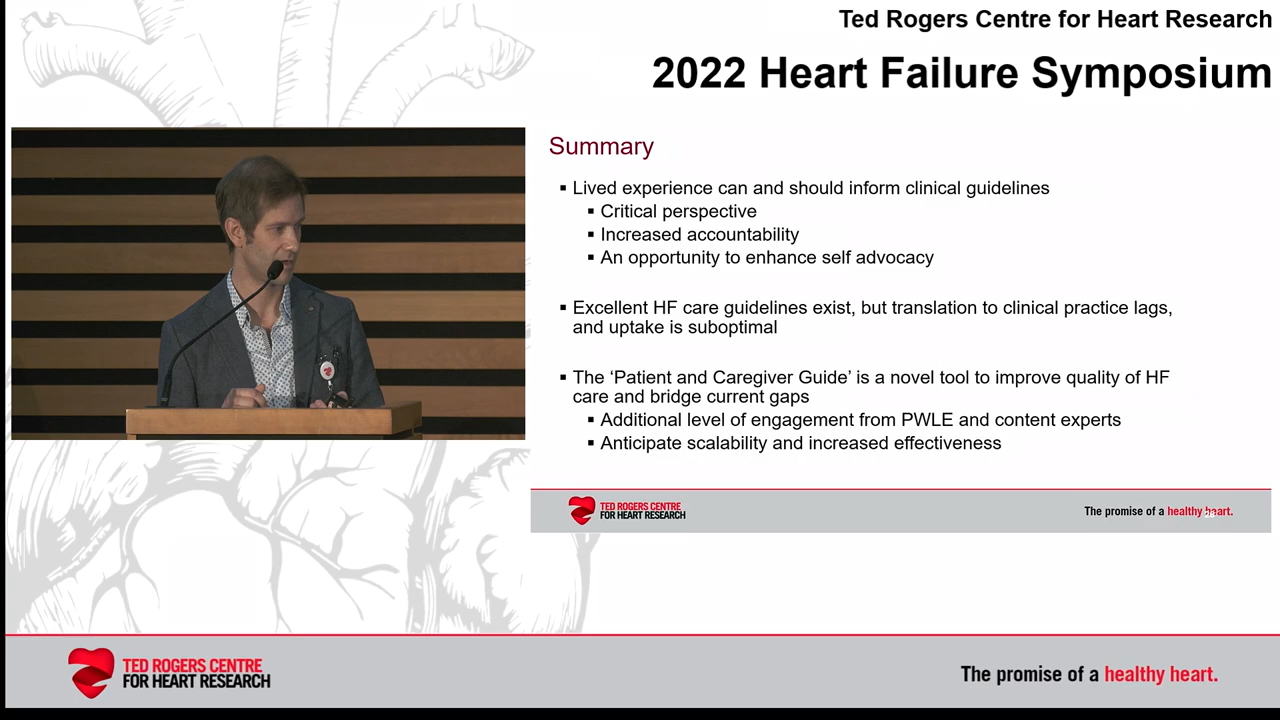 Ted Rogers Centre for Heart Research
2022 Heart Failure Symposium
Summary
▪ Lived experience can and should inform clinical guidelines
▪ Critical perspective
▪ Increased accountability
▪ An opportunity to enhance self advocacy
▪ Excellent HF care guidelines exist, but translation to clinical practice lags,
and uptake is suboptimal
▪ The ‘Patient and Caregiver Guide’ is a novel tool to improve quality of HF
care and bridge current gaps
▪ Additional level of engagement from PWLE and content experts
▪ Anticipate scalability and increased effectiveness
TED ROGERS CENTRE
FOR HEART RESEARCH
The promise of a healthy heart.
TED ROGERS CENTRE
FOR HEART RESEARCH
The promise of a healthy heart.